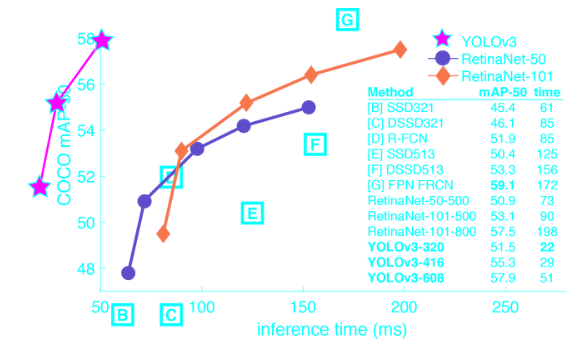 G
58
56
54
52
50
48
COCO mAP-50
YOLOv3
RetinaNet-50
RetinaNet-101
Method mAP-50 time
[B] SSD321 45.4 61
[C] DSSD321 46.1 85
[D] R-FCN 51.9 85
[E] SSD513 50.4 125
[F] DSSD513 53.3 156
[G] FPN FRCN 59.1 172
RetinaNet-50-500 50.9 73
RetinaNet-101-500 53.1 90
RetinaNet-101-800 57.5 198
YOLOv3-320 51.5 22
YOLOv3-416 55.3 29
YOLOv3-608 57.9 51
F
D
E
50 100 150 200 250
B C
inference time (ms)